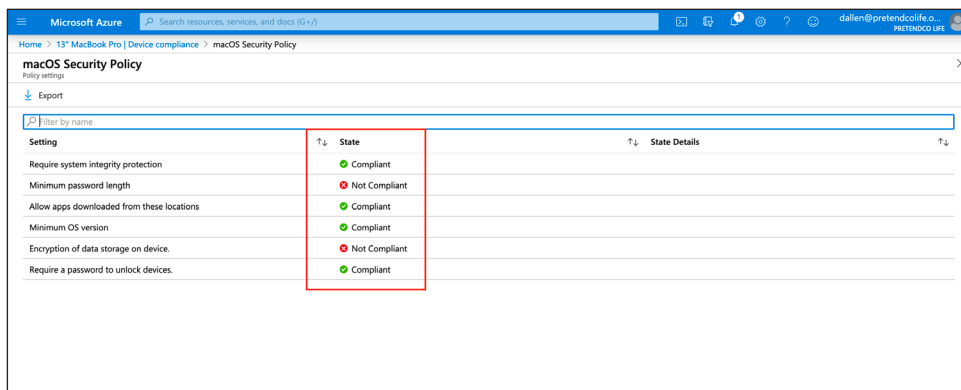 Microsoft Azure
Search resources, services, and docs (G+/)
1
dallen@pretendcolife.o...
PRETENDCO LIFE
Home > 13" MacBook Pro | Device compliance > macOS Security Policy
macOS Security Policy
Policy settings
Export
Filter by name
Setting State State Details
Require system integrity protection Compliant
Minimum password length Not Compliant
Allow apps downloaded from these locations Compliant
Minimum OS version Compliant
Encryption of data storage on device. Not Compliant
Require a password to unlock devices. Compliant